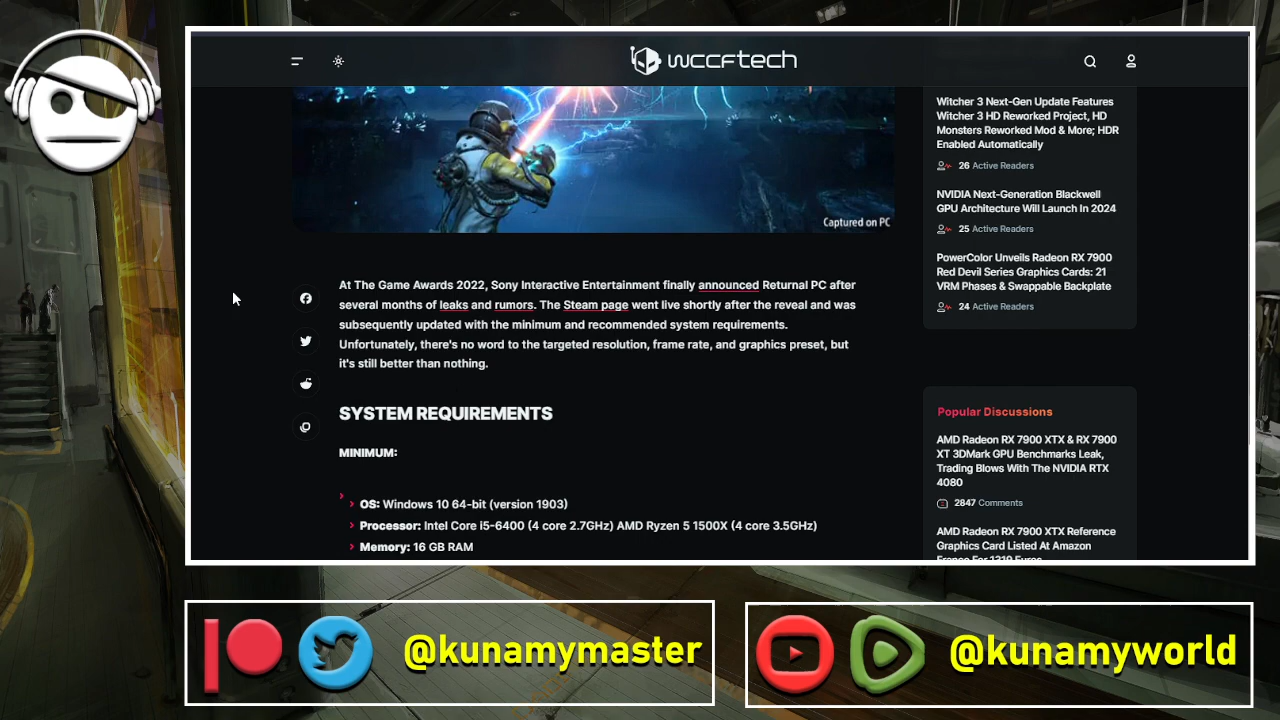 wccftech
Captured on PC
At The Game Awards 2022, Sony Interactive Entertainment finally announced Returnal PC after
several months of leaks and rumors. The Steam page went live shortly after the reveal and was
subsequently updated with the minimum and recommended system requirements.
Unfortunately, there's no word to the targeted resolution, frame rate, and graphics preset, but
it's still better than nothing.
SYSTEM REQUIREMENTS
MINIMUM:
OS: Windows 10 64-bit (version 1903)
Processor: Intel Core i5-6400 (4 core 2.7GHz) AMD Ryzen 5 1500X (4 core 3.5GHz)
Memory: 16 GB RAM
Witcher 3 Next-Gen Update Features
Witcher 3 HD Reworked Project, HD
Monsters Reworked Mod & More; HDR
Enabled Automatically
26 Active Readers
NVIDIA Next-Generation Blackwell
GPU Architecture Will Launch In 2024
25 Active Readers
PowerColor Unveils Radeon RX 7900
Red Devil Series Graphics Cards: 21
VRM Phases & Swappable Backplate
24 Active Readers
Popular Discussions
AMD Radeon RX 7900 XTX & RX 7900
XT 3DMark GPU Benchmarks Leak,
Trading Blows With The NVIDIA RTX
4080
2847 Comments
AMD Radeon RX 7900 XTX Reference
Graphics Card Listed At Amazon
France For 1319 Euros
@kunamymaster
@kunamyworld